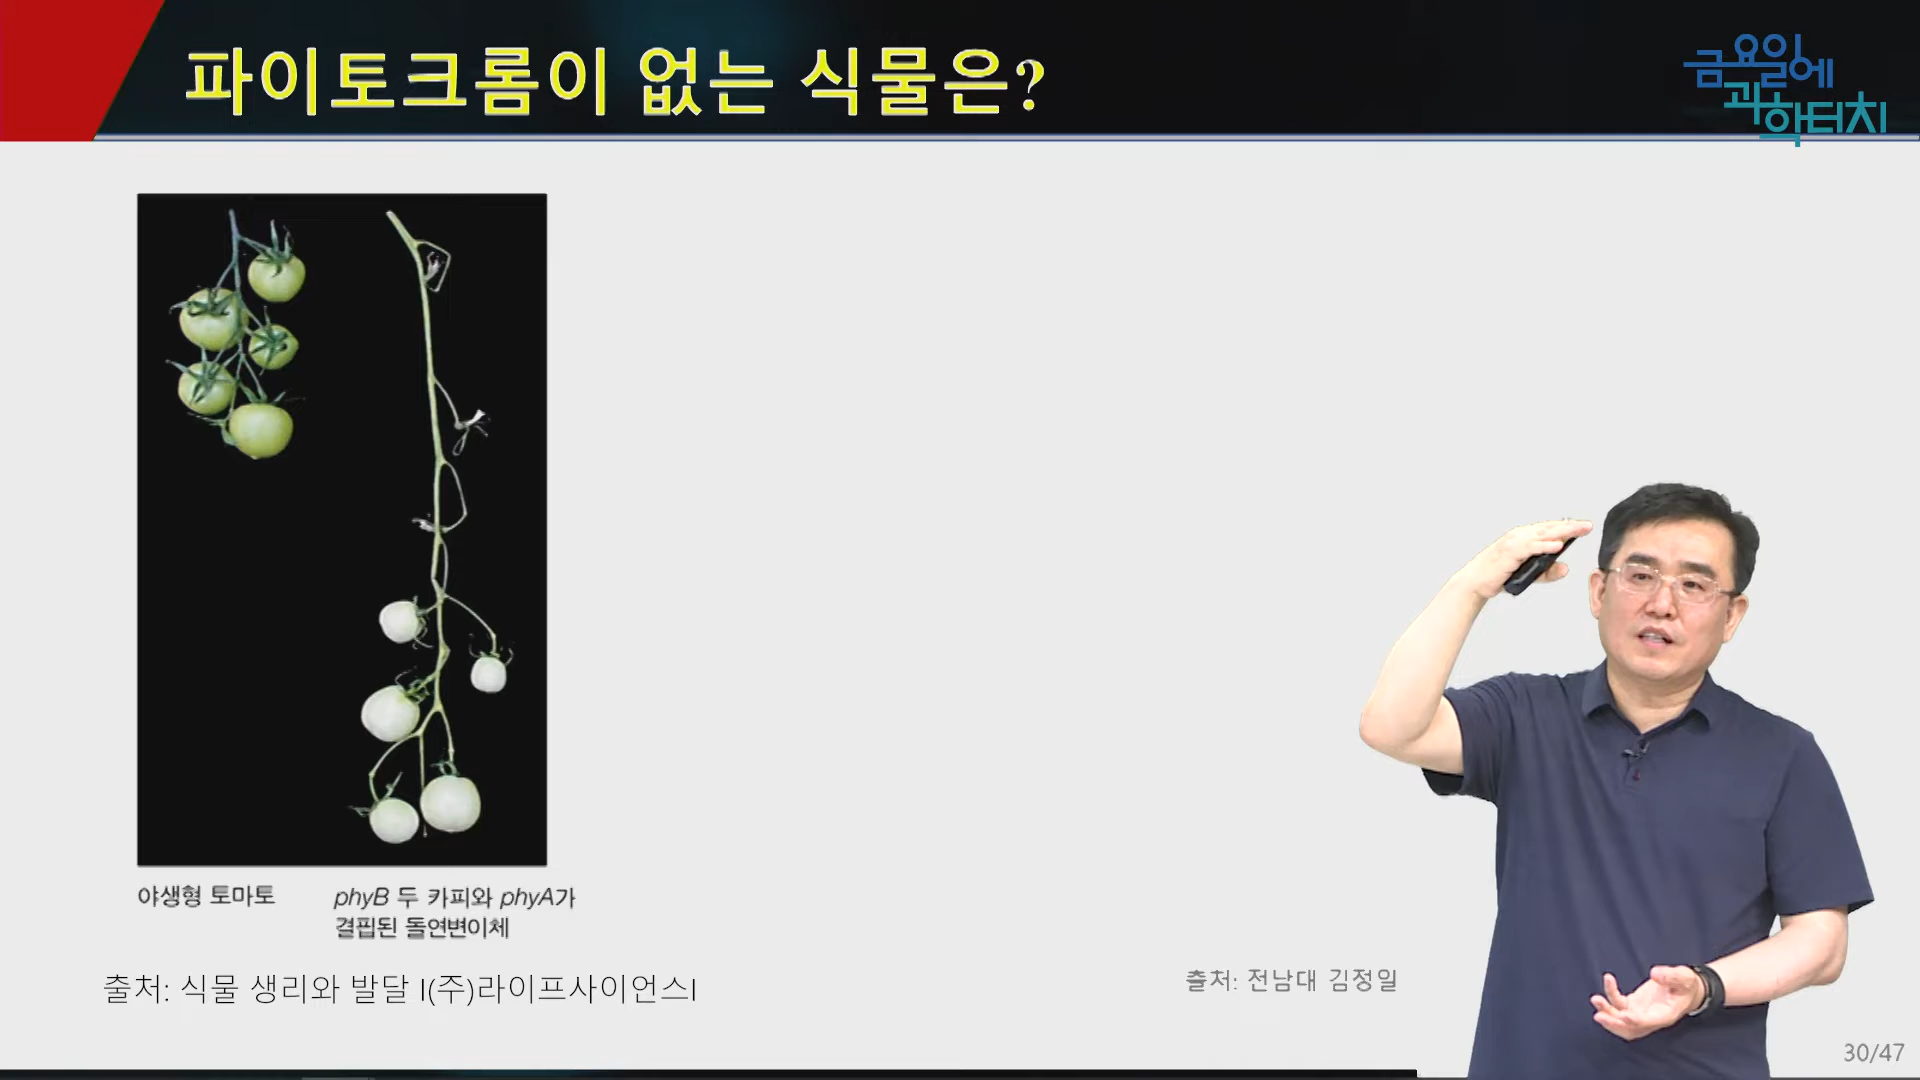 파이토크롬이 없는 식물은?
금요일에
과학터치
야생형 토마토
phyB 두 카피와 phyA가
결핍된 돌연변이체
출처: 식물 생리와 발달 |(주)라이프사이언스|
출처: 전남대 김정일
30/47